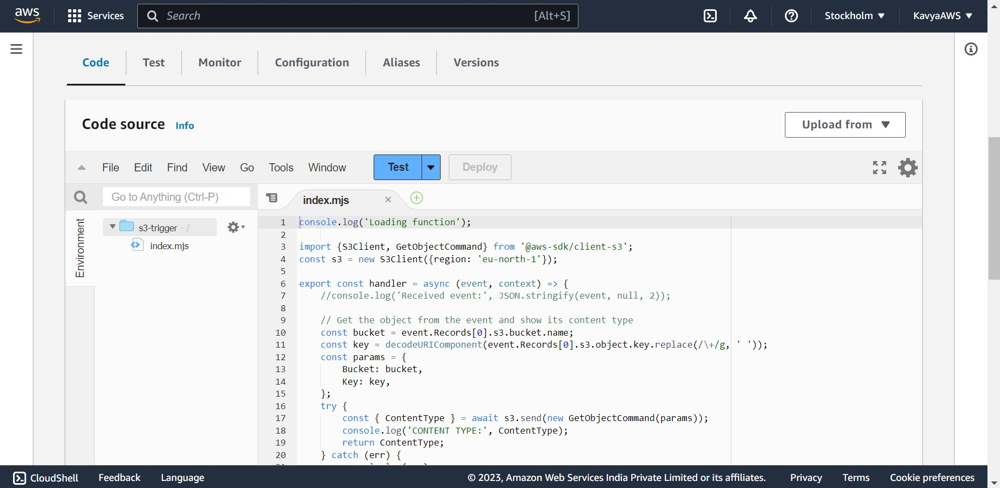 aws Services Search [Alt+S] Stockholm KavyaAWS
Code Test Monitor Configuration Aliases Versions
Code source Info Upload from
File Edit Find View Go Tools Window Test Deploy
Go to Anything (Ctrl-P) index.mjs
Environment
s3-trigger - /
index.mjs
1 console.log('Loading function');
2
3 import {S3Client, GetObjectCommand} from '@aws-sdk/client-s3';
4 const s3 = new S3Client({region: 'eu-north-1'});
5
6 export const handler = async (event, context) => {
7 //console.log('Received event:', JSON.stringify(event, null, 2));
8
9 // Get the object from the event and show its content type
10 const bucket = event.Records[0].s3.bucket.name;
11 const key = decodeURIComponent(event.Records[0].s3.object.key.replace(/\+/g, ' '));
12 const params = {
13 Bucket: bucket,
14 Key: key,
15 };
16 try {
17 const { ContentType } = await s3.send(new GetObjectCommand(params));
18 console.log('CONTENT TYPE:', ContentType);
19 return ContentType;
20 } catch (err) {
CloudShell Feedback Language © 2023, Amazon Web Services India Private Limited or its affiliates. Privacy Terms Cookie preferences